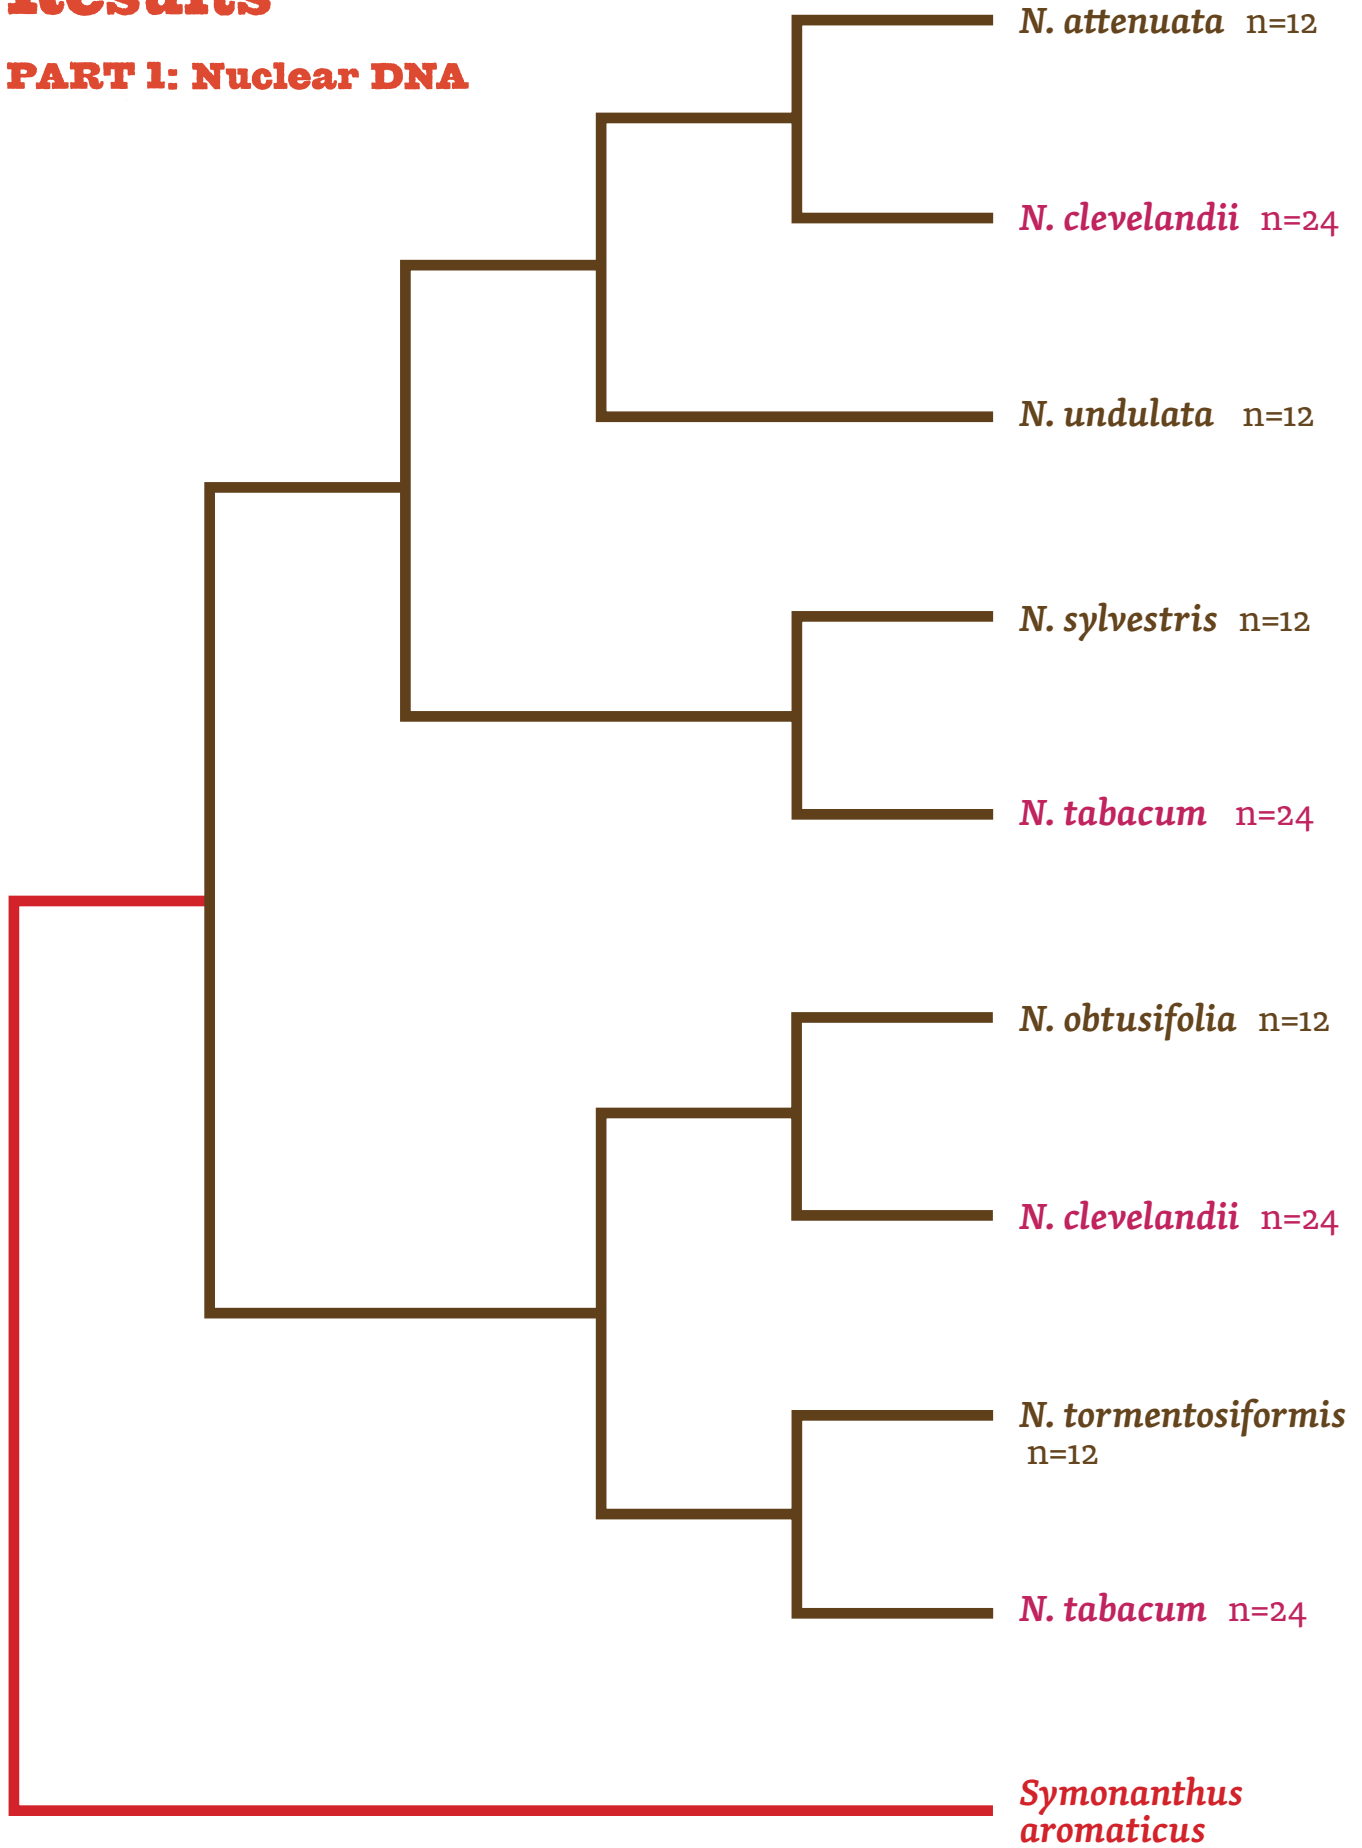 Results
PART 1: Nuclear DNA
N. attenuata n=12
N. clevelandii n=24
N. undulata n=12
N. sylvestris n=12
N. tabacum n=24
N. obtusifolia n=12
N. clevelandii n=24
N. tormentosiformis
n=12
N. tabacum n=24
Symonanthus
aromaticus